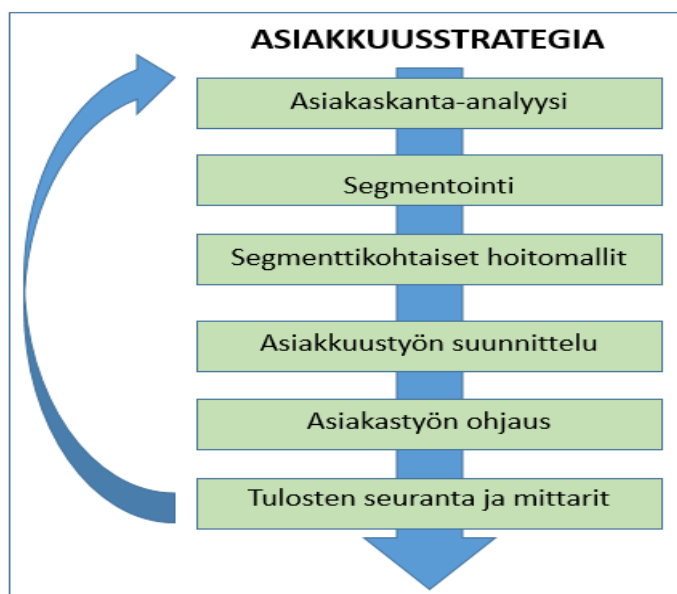 ASIAKKUUSSTRATEGIA
Asiakaskanta-analyysi
Segmentointi
Segmenttikohtaiset hoitomallit
Asiakkuustyön suunnittelu
Asiakastyön ohjaus
Tulosten seuranta ja mittarit